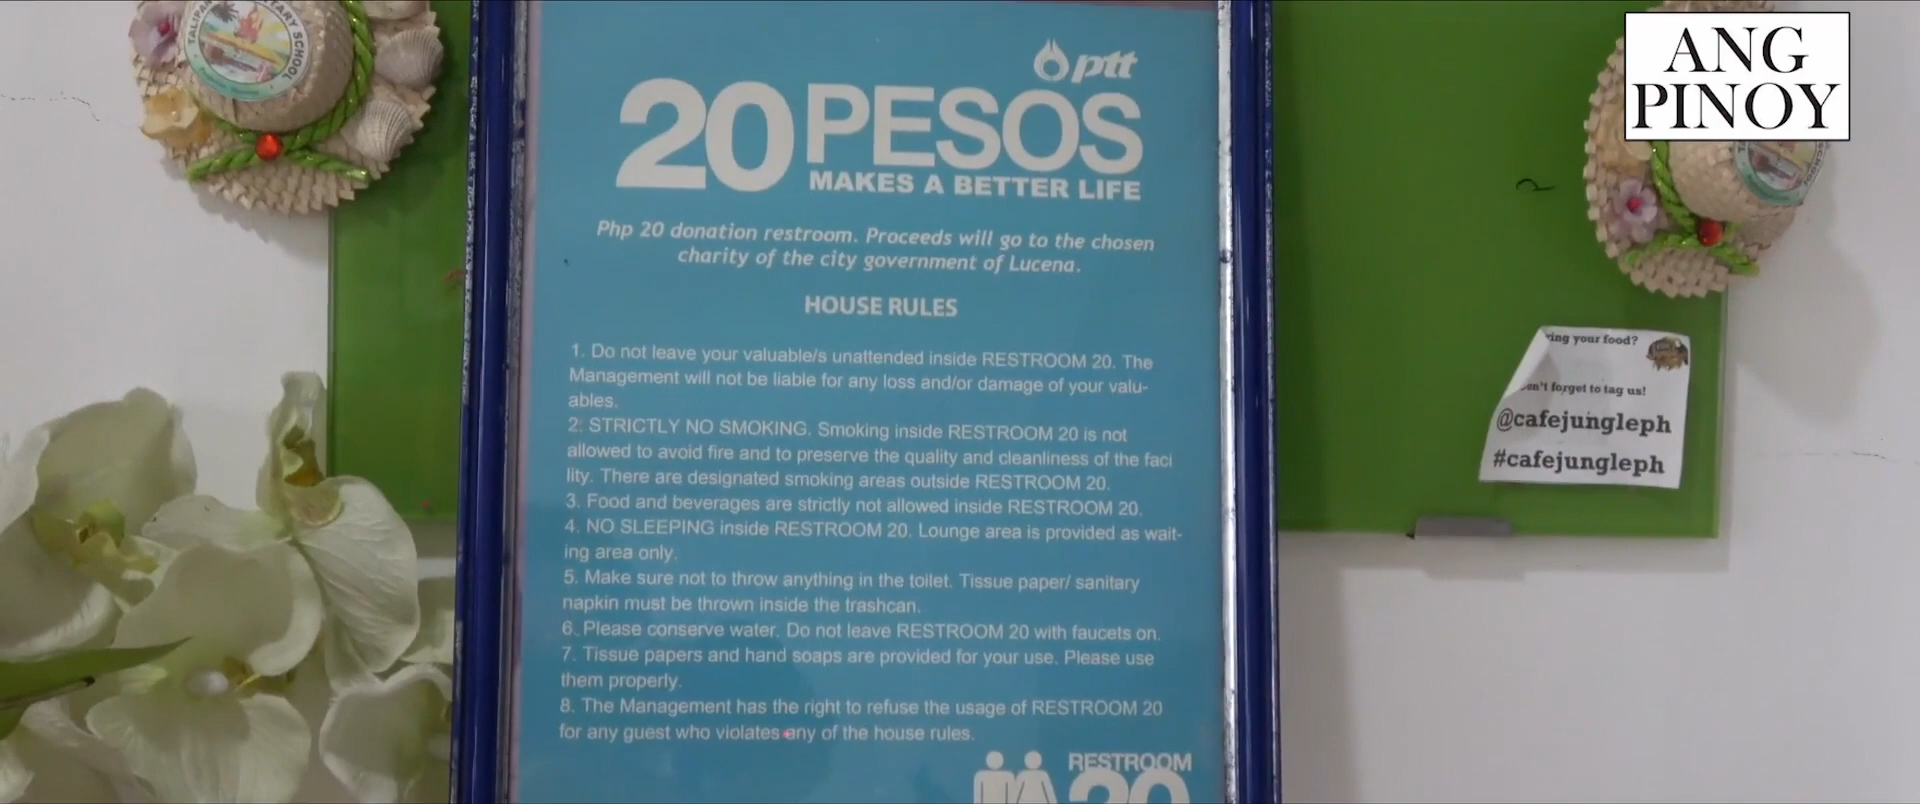 ptt
20 PESOS
MAKES A BETTER LIFE
Php 20 donation restroom. Proceeds will go to the chosen
charity of the city government of Lucena.
HOUSE RULES
1. Do not leave your valuable/s unattended inside RESTROOM 20. The
Management will not be liable for any loss and/or damage of your valu-
ables.
2. STRICTLY NO SMOKING. Smoking inside RESTROOM 20 is not
allowed to avoid fire and to preserve the quality and cleanliness of the faci
lity. There are designated smoking areas outside RESTROOM 20.
3. Food and beverages are strictly not allowed inside RESTROOM 20.
4. NO SLEEPING inside RESTROOM 20. Lounge area is provided as wait-
ing area only.
5. Make sure not to throw anything in the toilet. Tissue paper/ sanitary
napkin must be thrown inside the trashcan.
6. Please conserve water. Do not leave RESTROOM 20 with faucets on.
7. Tissue papers and hand soaps are provided for your use. Please use
them properly.
8. The Management has the right to refuse the usage of RESTROOM 20
for any guest who violates any of the house rules.
RESTROOM
20
ANG
PINOY
your food?
forget to tag us!
@cafejungleph
#cafejungleph
SCHOOL